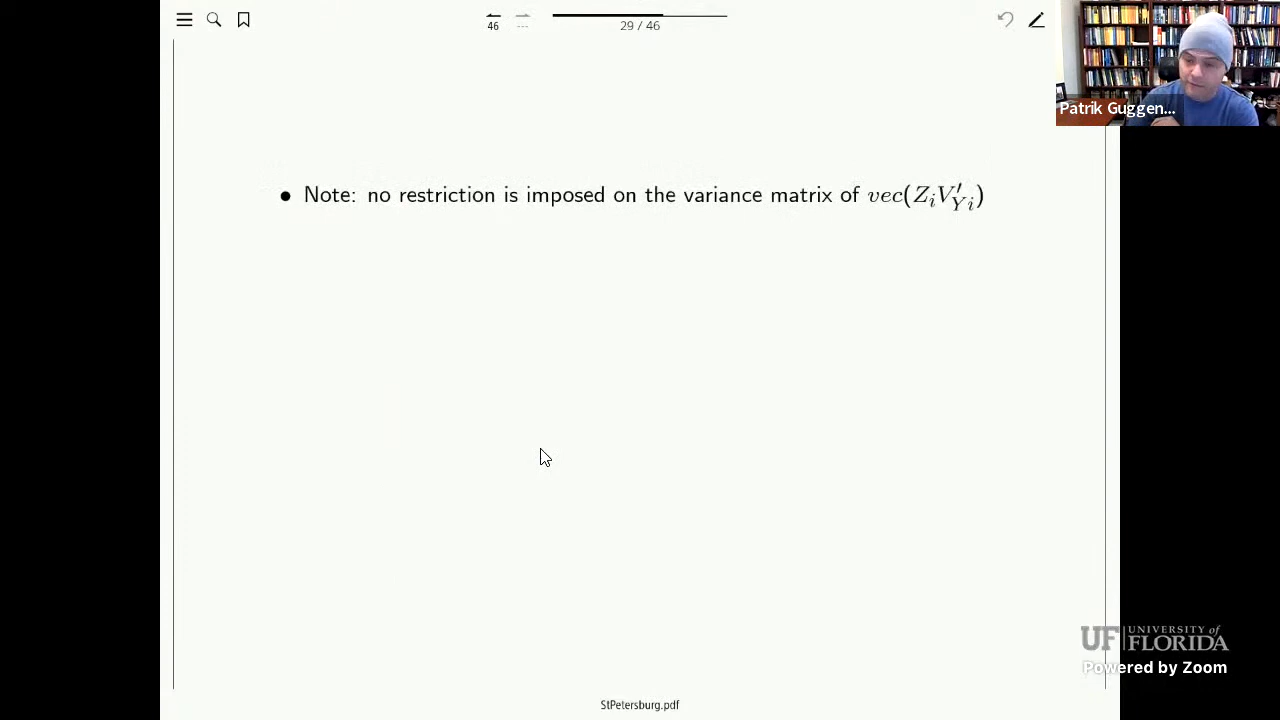 46
---
29 / 46
Patrik Guggen...
● Note: no restriction is imposed on the variance matrix of vec(Z_iV'_{Yi})
UF UNIVERSITY of FLORIDA
Powered by Zoom
StPetersburg.pdf